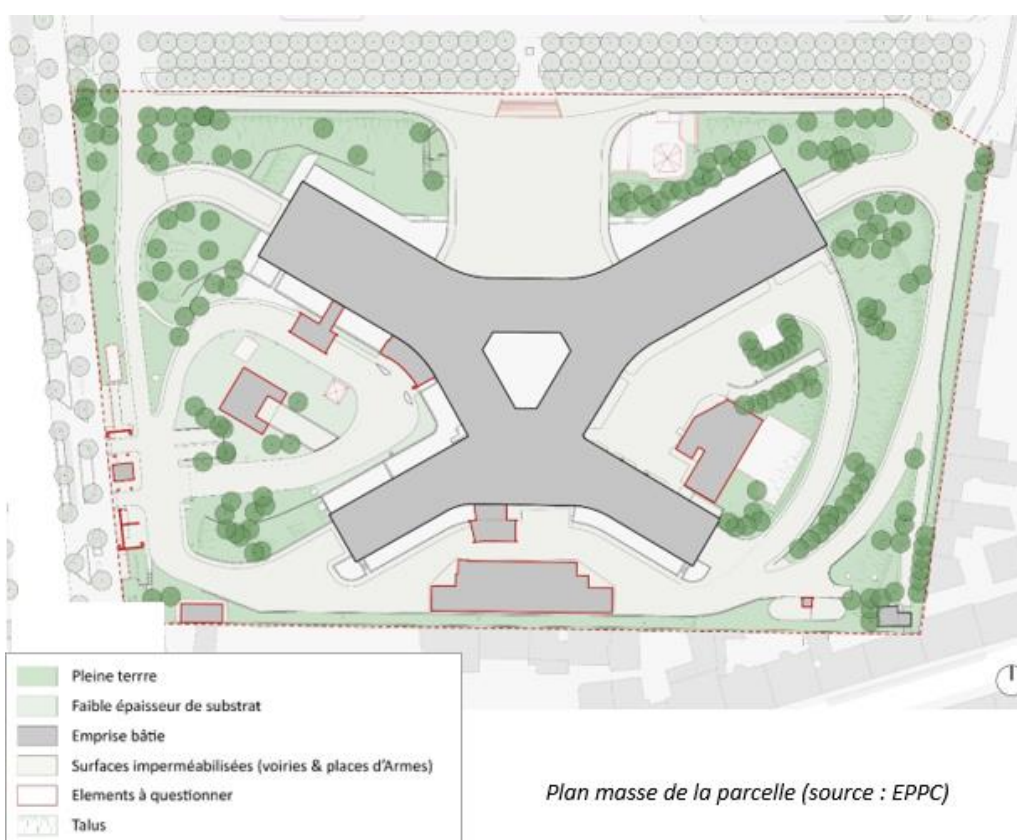 Pleine terrre
Faible épaisseur de substrat
Emprise bâtie
Surfaces imperméabilisées (voiries & places d'Armes)
Elements à questionner
Talus
Plan masse de la parcelle (source : EPPC)